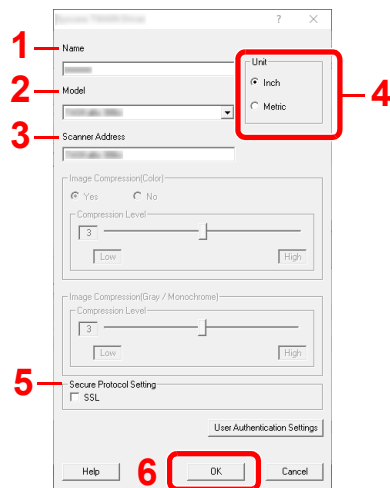 ? ×
1 Name
Unit
Inch
2 Model
4
Metric
3 Scanner Address
Image Compression(Color)
Yes No
Compression Level
3
Low High
Image Compression(Gray / Monochrome)
Compression Level
3
Low High
5 Secure Protocol Setting
SSL
User Authentication Settings
Help 6 OK Cancel